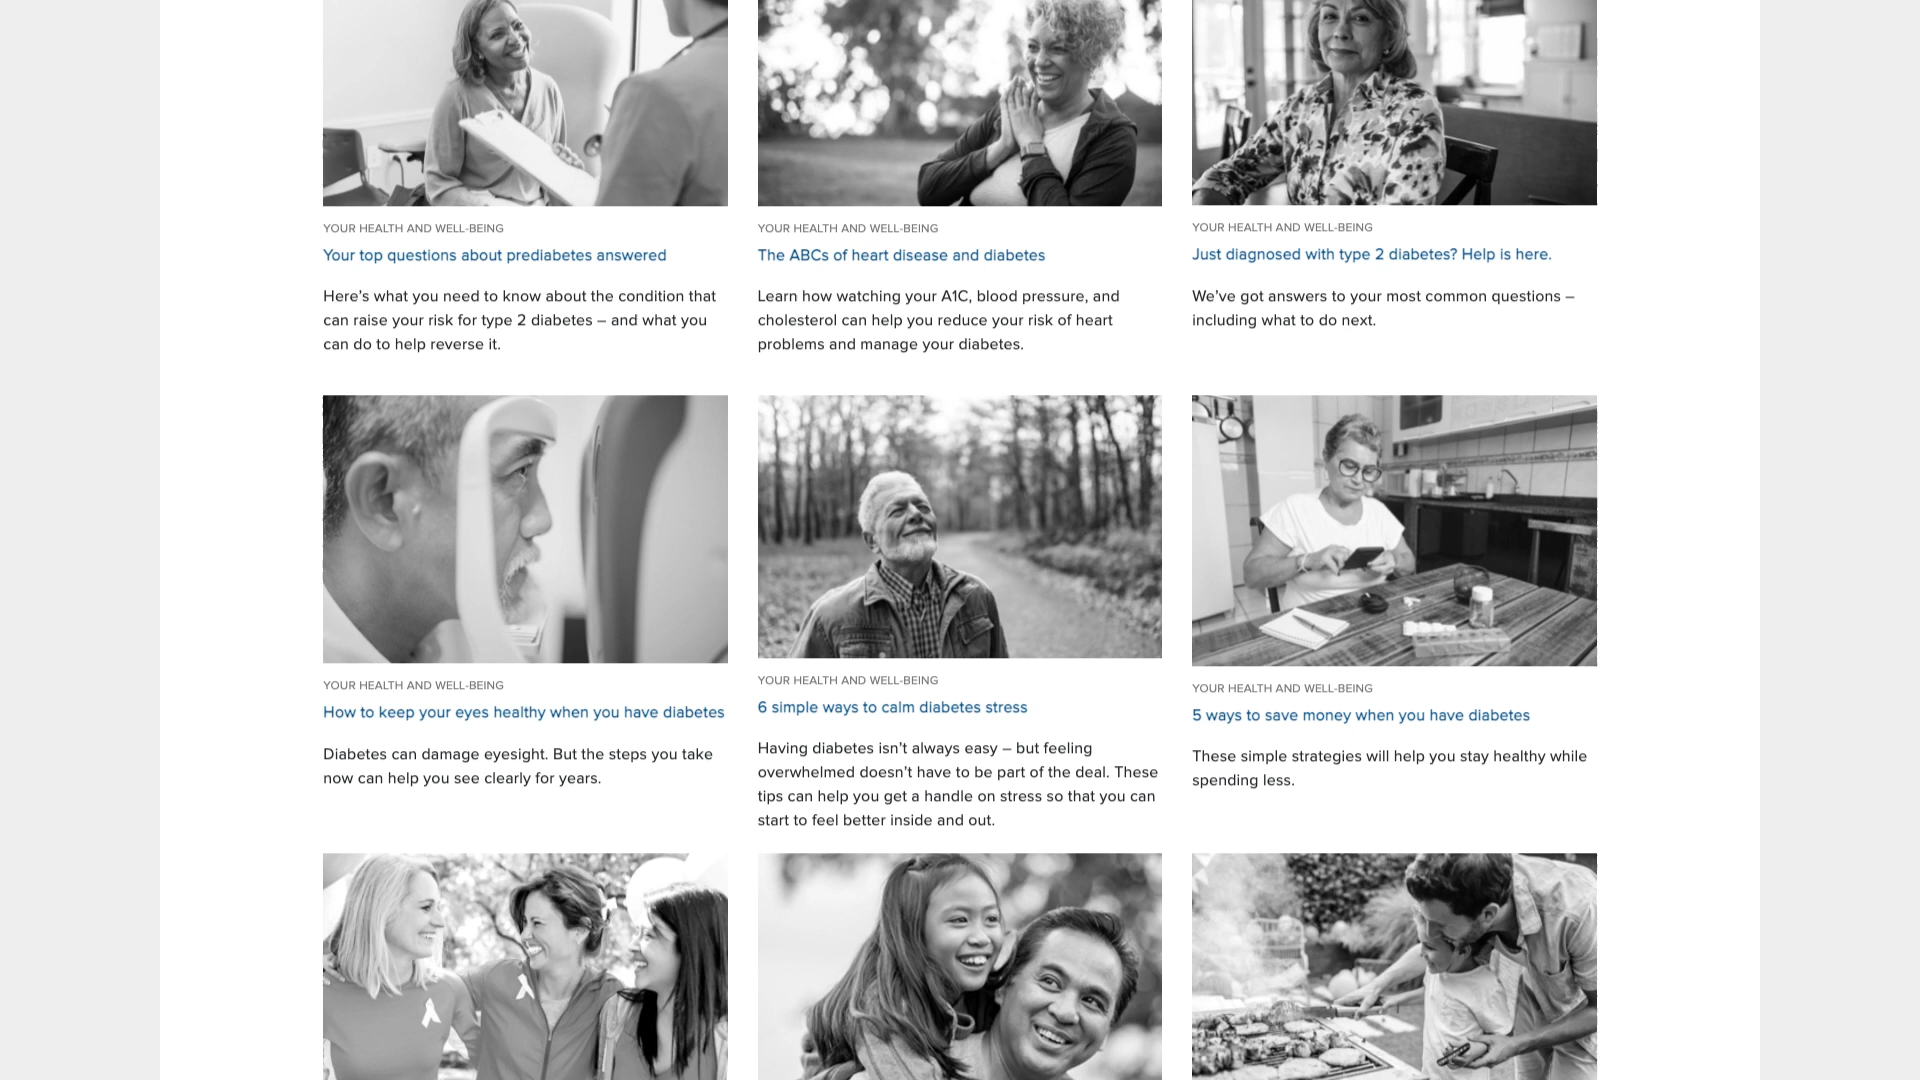 YOUR HEALTH AND WELL-BEING
Your top questions about prediabetes answered
Here’s what you need to know about the condition that
can raise your risk for type 2 diabetes – and what you
can do to help reverse it.
YOUR HEALTH AND WELL-BEING
The ABCs of heart disease and diabetes
Learn how watching your A1C, blood pressure, and
cholesterol can help you reduce your risk of heart
problems and manage your diabetes.
YOUR HEALTH AND WELL-BEING
Just diagnosed with type 2 diabetes? Help is here.
We’ve got answers to your most common questions –
including what to do next.
YOUR HEALTH AND WELL-BEING
How to keep your eyes healthy when you have diabetes
Diabetes can damage eyesight. But the steps you take
now can help you see clearly for years.
YOUR HEALTH AND WELL-BEING
6 simple ways to calm diabetes stress
Having diabetes isn’t always easy – but feeling
overwhelmed doesn’t have to be part of the deal. These
tips can help you get a handle on stress so that you can
start to feel better inside and out.
YOUR HEALTH AND WELL-BEING
5 ways to save money when you have diabetes
These simple strategies will help you stay healthy while
spending less.